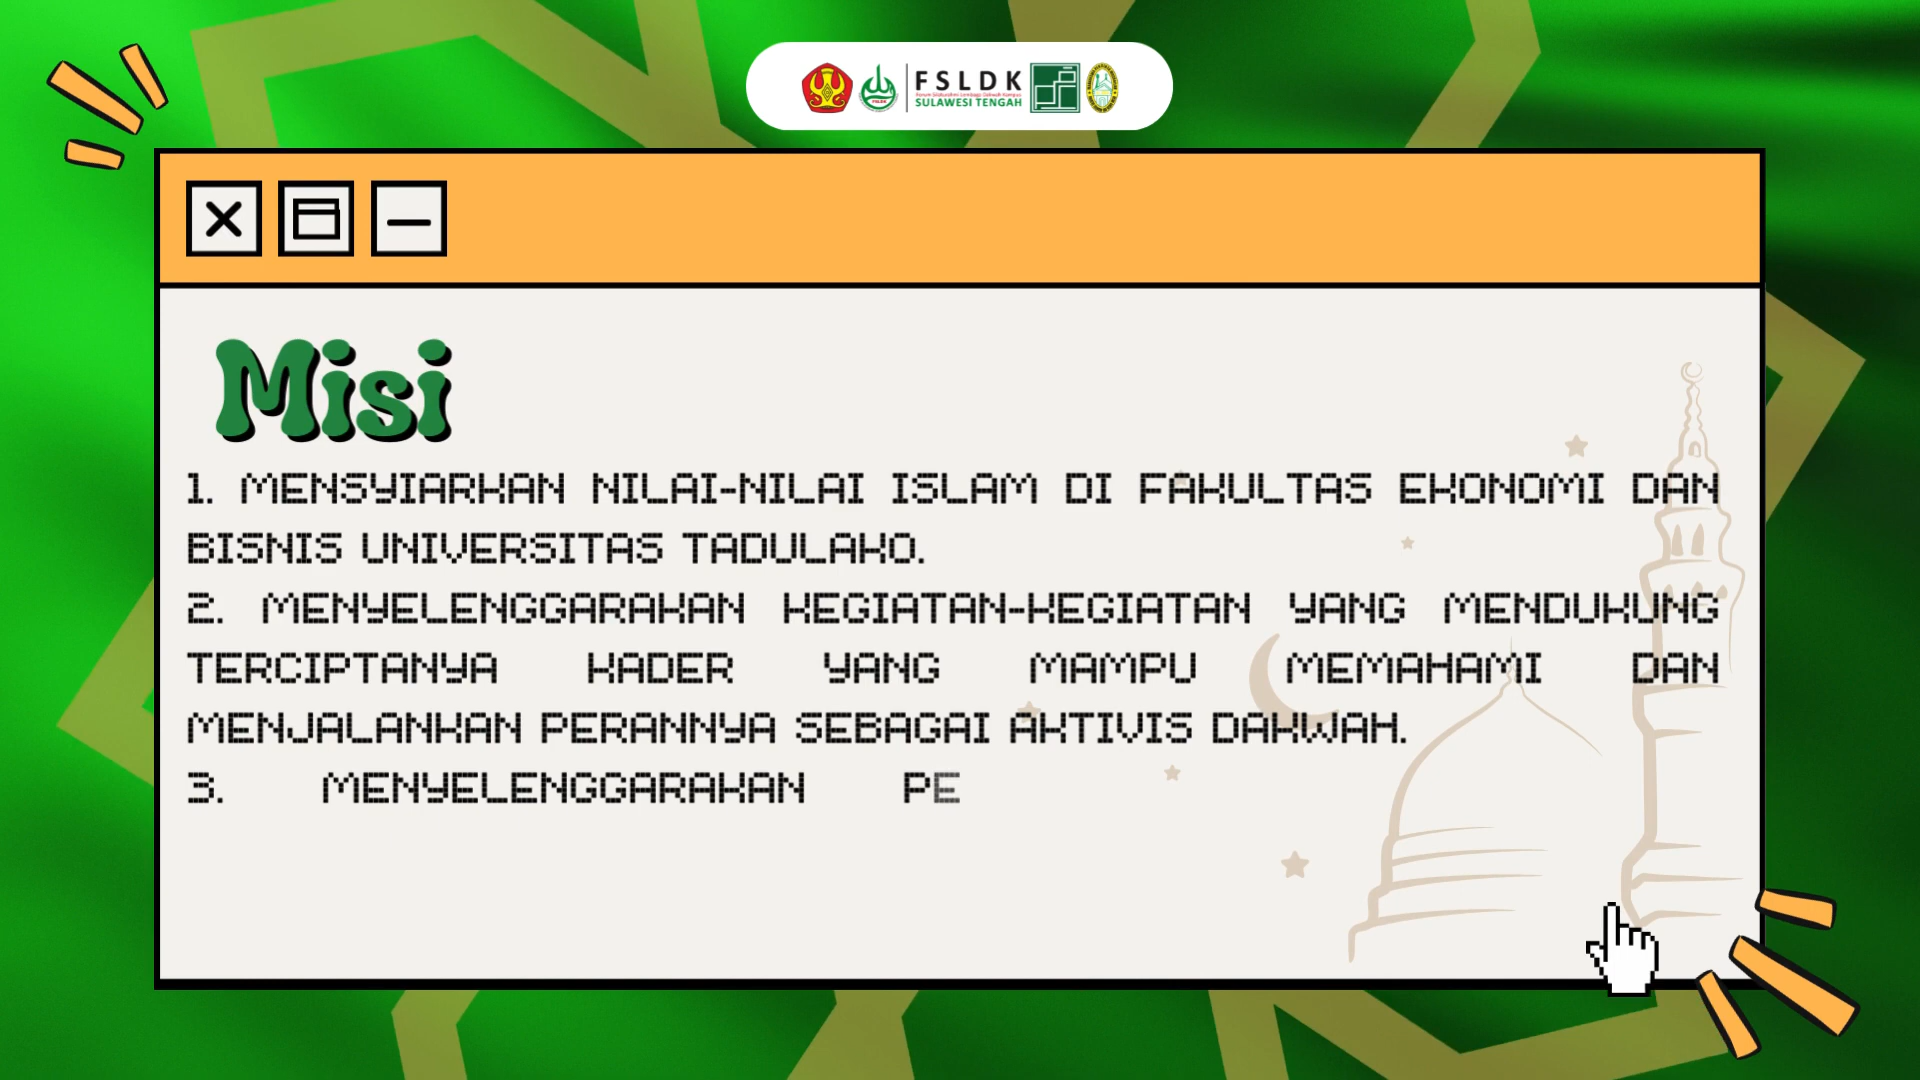 FSLDK
SULAWESI TENGAH
Misi
1. MENSYIARKAN NILAI-NILAI ISLAM DI FAKULTAS EKONOMI DAN
BISNIS UNIVERSITAS TADULAKO.
2. MENYELENGGARAKAN KEGIATAN-KEGIATAN YANG MENDUKUNG
TERCIPTANYA KADER YANG MAMPU MEMAHAMI DAN
MENJALANKAN PERANNYA SEBAGAI AKTIVIS DAKWAH.
3. MENYELENGGARAKAN PE